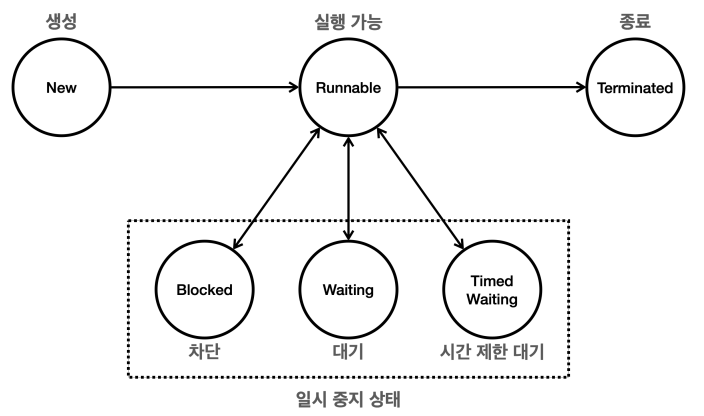 생성
실행 가능
종료
New
Runnable
Terminated
Blocked
Waiting
Timed
Waiting
차단
대기
시간 제한 대기
일시 중지 상태